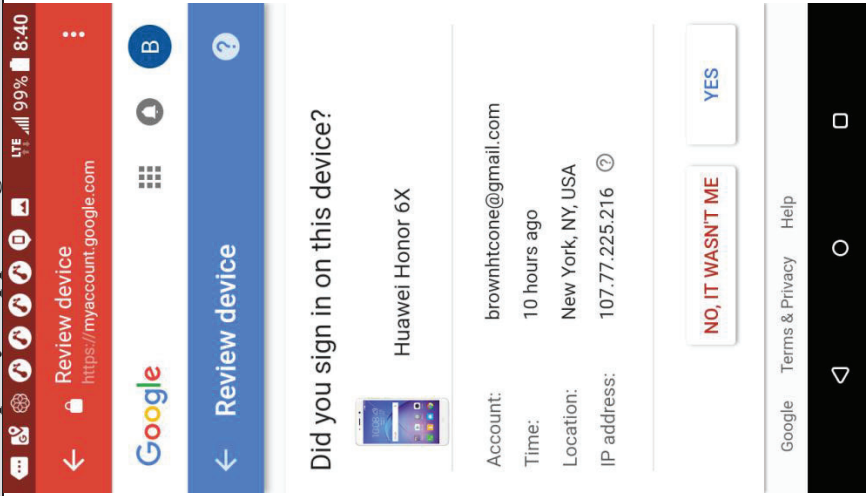 LTE 99% 8:40
Review device
https://myaccount.google.com
Google
B
Review device
?
Did you sign in on this device?
Huawei Honor 6X
Account: brownhtcone@gmail.com
Time: 10 hours ago
Location: New York, NY, USA
IP address: 107.77.225.216 ?
NO, IT WASN'T ME YES
Google Terms & Privacy Help